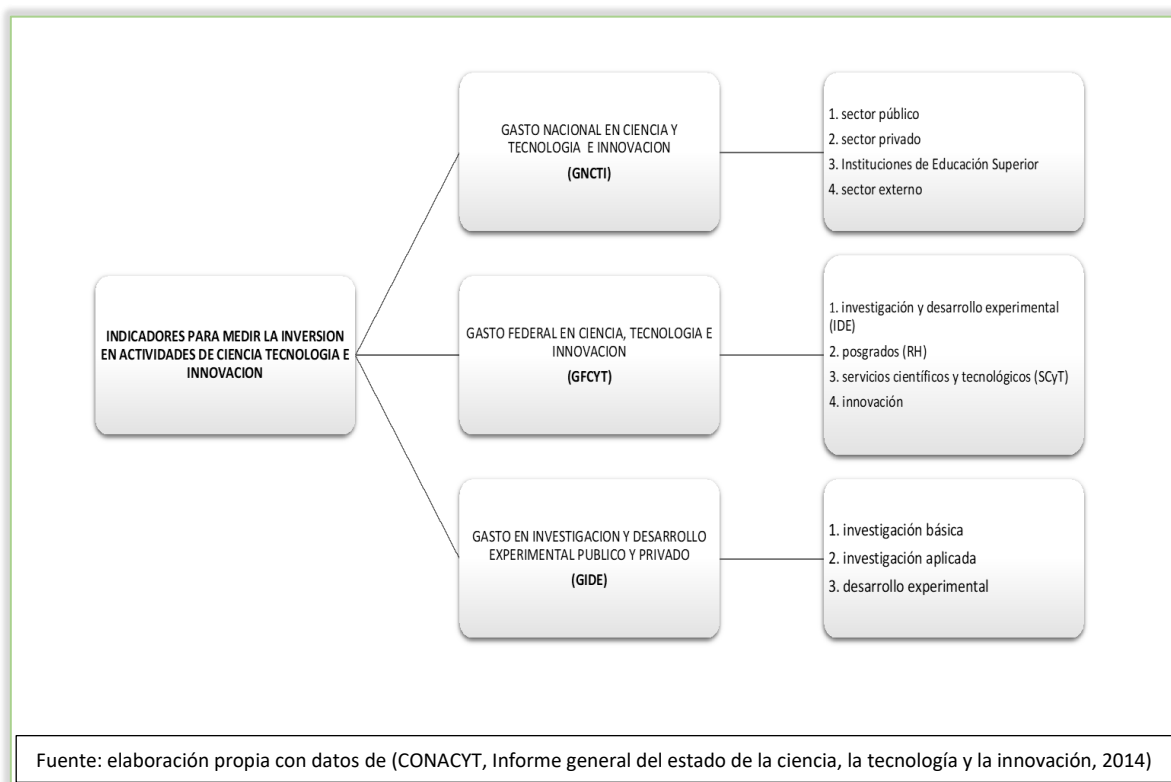 GASTO NACIONAL EN CIENCIA Y
TECNOLOGIA E INNOVACION
(GNCTI)
1. sector público
2. sector privado
3. Instituciones de Educación Superior
4. sector externo
INDICADORES PARA MEDIR LA INVERSION
EN ACTIVIDADES DE CIENCIA TECNOLOGIA E
INNOVACION
GASTO FEDERAL EN CIENCIA, TECNOLOGIA E
INNOVACION
(GFCYT)
1. investigación y desarrollo experimental
(IDE)
2. posgrados (RH)
3. servicios científicos y tecnológicos (SCyT)
4. innovación
GASTO EN INVESTIGACION Y DESARROLLO
EXPERIMENTAL PUBLICO Y PRIVADO
(GIDE)
1. investigación básica
2. investigación aplicada
3. desarrollo experimental
Fuente: elaboración propia con datos de (CONACYT, Informe general del estado de la ciencia, la tecnología y la innovación, 2014)